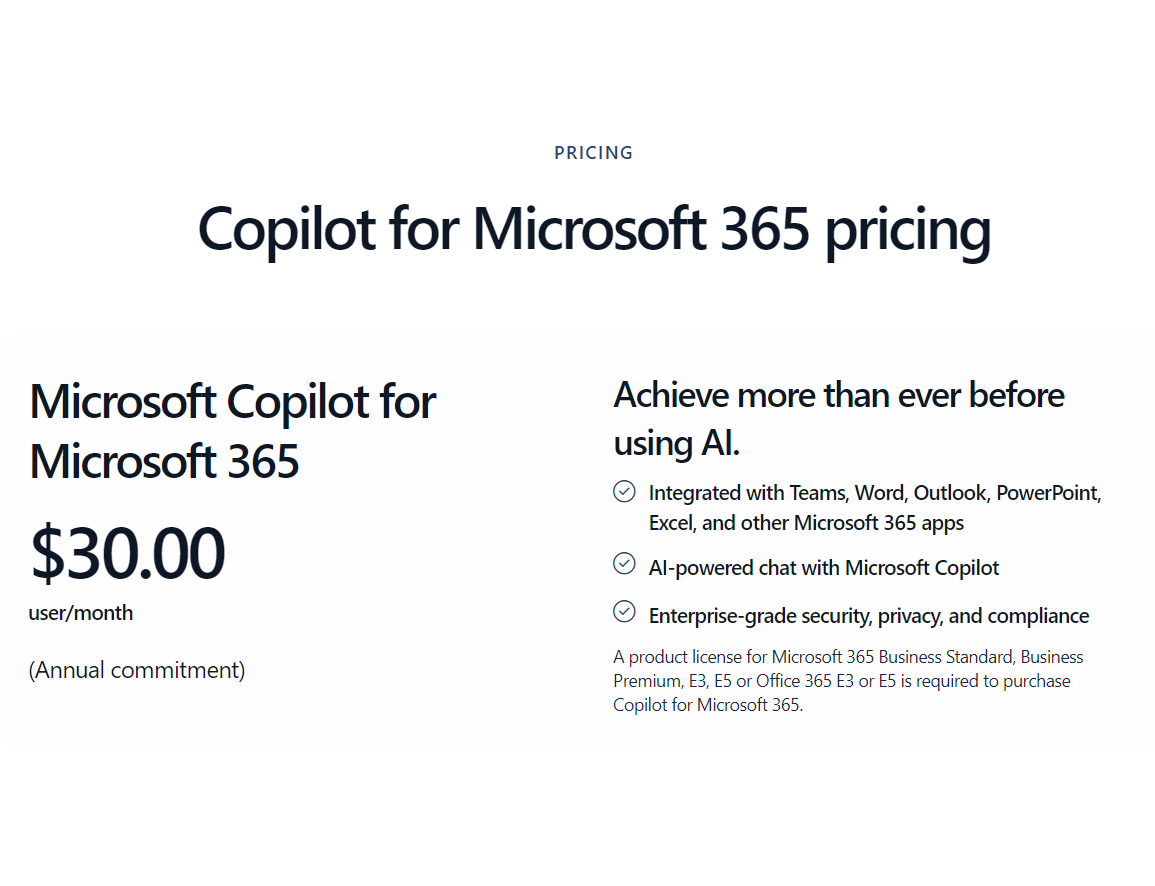 PRICING
Copilot for Microsoft 365 pricing
Microsoft Copilot for
Microsoft 365
$30.00
user/month
(Annual commitment)
Achieve more than ever before
using AI.
Integrated with Teams, Word, Outlook, PowerPoint,
Excel, and other Microsoft 365 apps
AI-powered chat with Microsoft Copilot
Enterprise-grade security, privacy, and compliance
A product license for Microsoft 365 Business Standard, Business
Premium, E3, E5 or Office 365 E3 or E5 is required to purchase
Copilot for Microsoft 365.